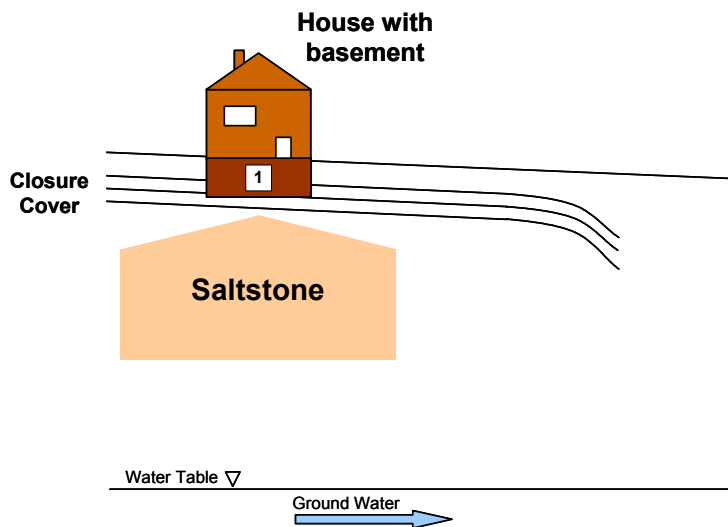 House with
basement
1
Closure
Cover
Saltstone
Water Table
Ground Water